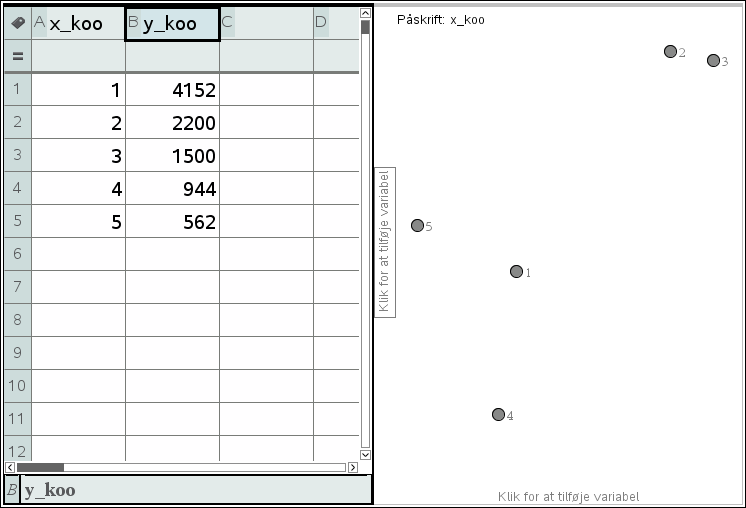 A x_koo B y_koo C D
=
1 1 4152
2 2 2200
3 3 1500
4 4 944
5 5 562
6
7
8
9
10
11
12
B y_koo
Påskrift: x_koo
2
3
5
1
4
Klik for at tilføje variabel
Klik for at tilføje variabel